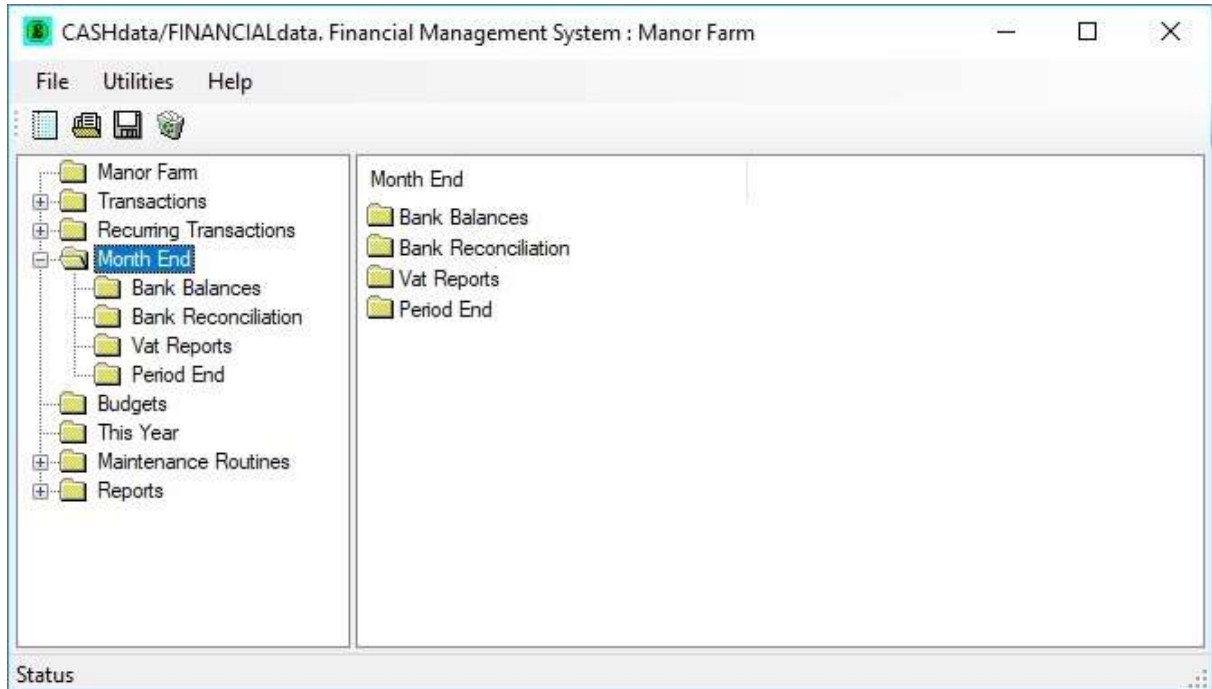 CASHdata/FINANCIALdata. Financial Management System : Manor Farm
File Utilities Help
Manor Farm
Transactions
Recurring Transactions
Month End
Bank Balances
Bank Reconciliation
Vat Reports
Period End
Budgets
This Year
Maintenance Routines
Reports
Month End
Bank Balances
Bank Reconciliation
Vat Reports
Period End
Status